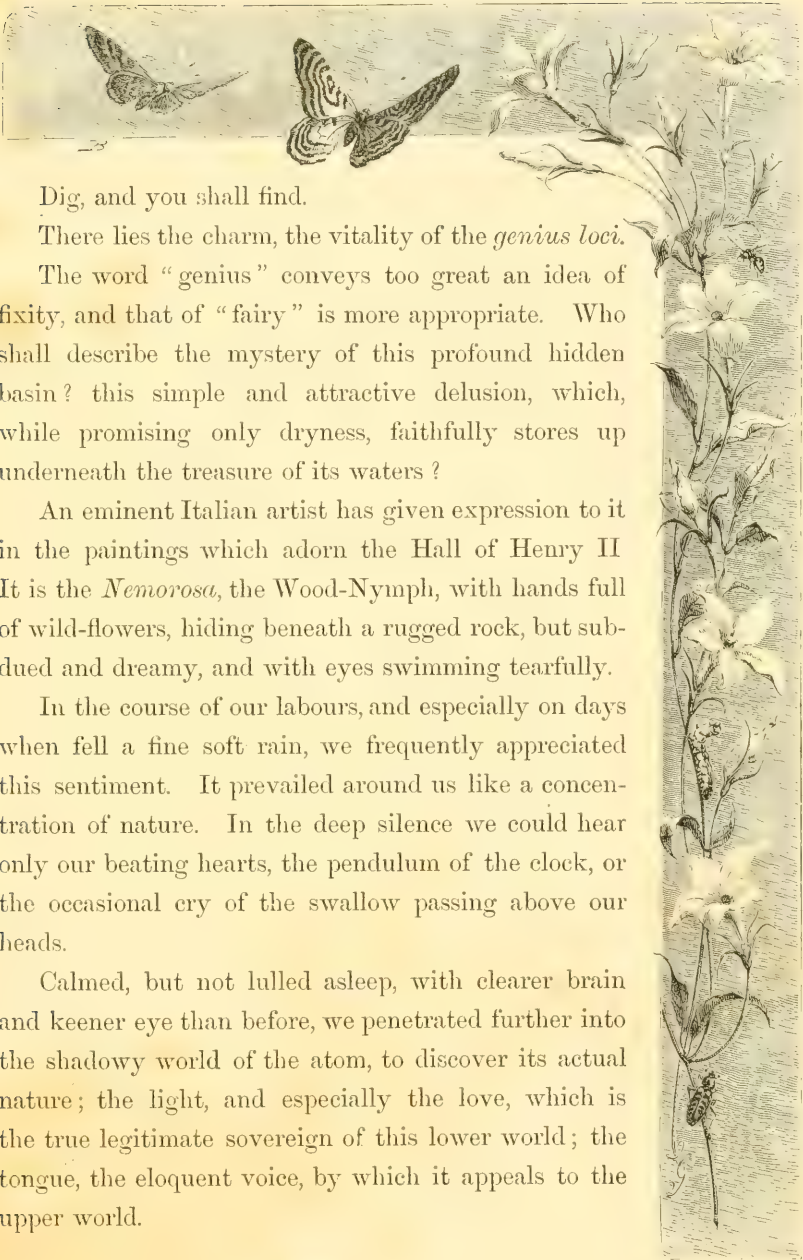 Dig, and you shall find.
There lies the charm, the vitality of the genius loci.
The word "genius" conveys too great an idea of
fixity, and that of "fairy" is more appropriate. Who
shall describe the mystery of this profound hidden
basin? this simple and attractive delusion, which,
while promising only dryness, faithfully stores up
underneath the treasure of its waters?
An eminent Italian artist has given expression to it
in the paintings which adorn the Hall of Henry II
It is the Nemorosa, the Wood-Nymph, with hands full
of wild-flowers, hiding beneath a rugged rock, but sub-
dued and dreamy, and with eyes swimming tearfully.
In the course of our labours, and especially on days
when fell a fine soft rain, we frequently appreciated
this sentiment. It prevailed around us like a concen-
tration of nature. In the deep silence we could hear
only our beating hearts, the pendulum of the clock, or
the occasional cry of the swallow passing above our
heads.
Calmed, but not lulled asleep, with clearer brain
and keener eye than before, we penetrated further into
the shadowy world of the atom, to discover its actual
nature; the light, and especially the love, which is
the true legitimate sovereign of this lower world; the
tongue, the eloquent voice, by which it appeals to the
upper world.